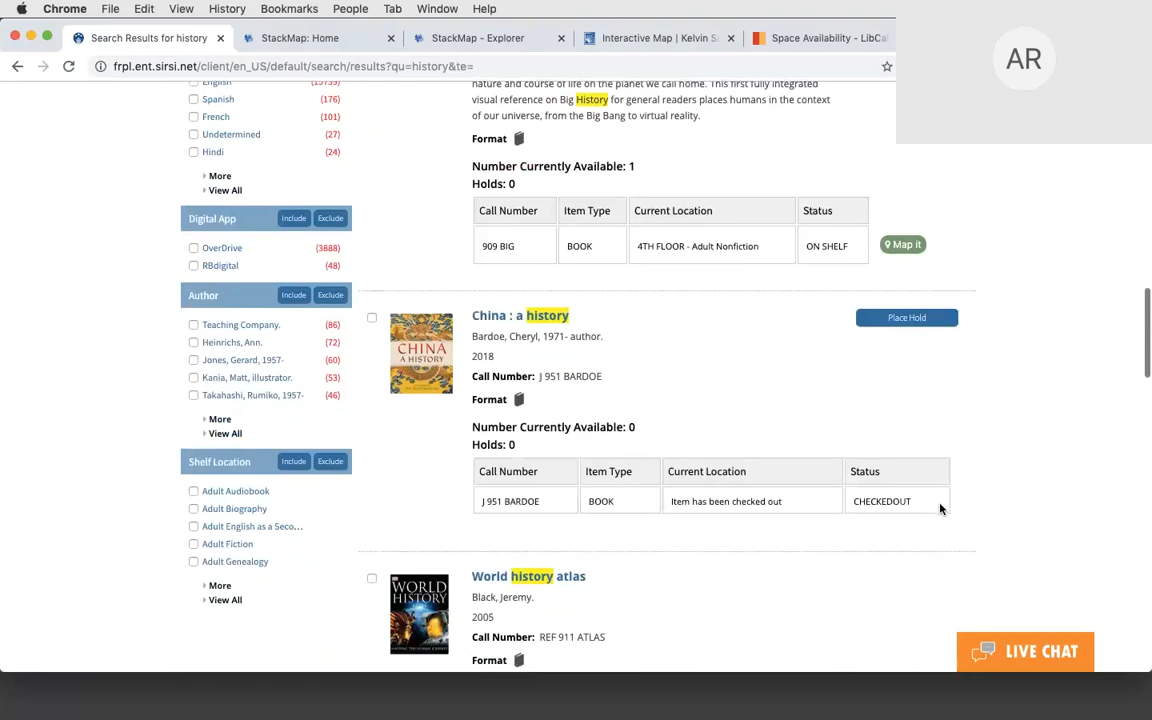 Chrome File Edit View History Bookmarks People Tab Window Help
Search Results for history
StackMap: Home
StackMap - Explorer
Interactive Map | Kelvin S
Space Availability - LibCal
frpl.ent.sirsi.net/client/en_US/default/search/results?qu=history&te=
AR
English
Spanish (176)
French (101)
Undetermined (27)
Hindi (24)
More
View All
Digital App Include Exclude
OverDrive (3888)
RBdigital (48)
Author Include Exclude
Teaching Company. (86)
Heinrichs, Ann. (72)
Jones, Gerard, 1957- (60)
Kania, Matt, illustrator. (53)
Takahashi, Rumiko, 1957- (46)
More
View All
Shelf Location Include Exclude
Adult Audiobook
Adult Biography
Adult English as a Seco...
Adult Fiction
Adult Genealogy
More
View All
nature and course of life on the planet we call home. This first fully integrated
visual reference on Big History for general readers places humans in the context
of our universe, from the Big Bang to virtual reality.
Format
Number Currently Available: 1
Holds: 0
Call Number Item Type Current Location Status
909 BIG BOOK 4TH FLOOR - Adult Nonfiction ON SHELF
Map it
China : a history
Place Hold
Bardoe, Cheryl, 1971- author.
2018
Call Number: J 951 BARDOE
Format
Number Currently Available: 0
Holds: 0
Call Number Item Type Current Location Status
J 951 BARDOE BOOK Item has been checked out CHECKEDOUT
CHINA
A HISTORY
World history atlas
Black, Jeremy.
2005
Call Number: REF 911 ATLAS
Format
WORLD
HISTORY
LIVE CHAT